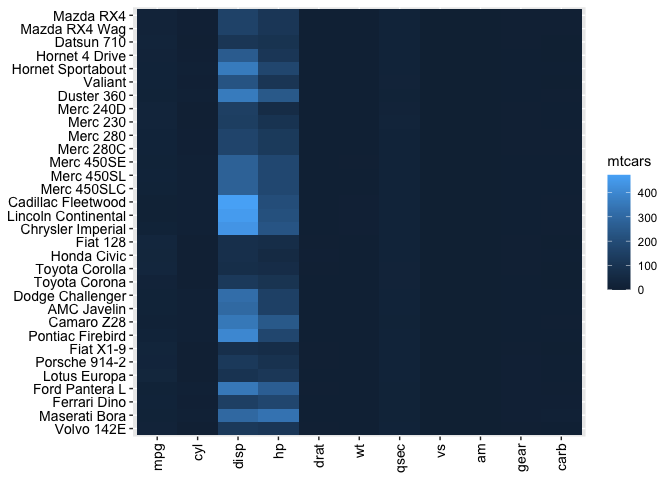 Mazda RX4
Mazda RX4 Wag
Datsun 710
Hornet 4 Drive
Hornet Sportabout
Valiant
Duster 360
Merc 240D
Merc 230
Merc 280
Merc 280C
Merc 450SE
Merc 450SL
Merc 450SLC
Cadillac Fleetwood
Lincoln Continental
Chrysler Imperial
Fiat 128
Honda Civic
Toyota Corolla
Toyota Corona
Dodge Challenger
AMC Javelin
Camaro Z28
Pontiac Firebird
Fiat X1-9
Porsche 914-2
Lotus Europa
Ford Pantera L
Ferrari Dino
Maserati Bora
Volvo 142E
mpg
cyl
disp
hp
drat
wt
qsec
vs
am
gear
carb
mtcars
400
300
200
100
0